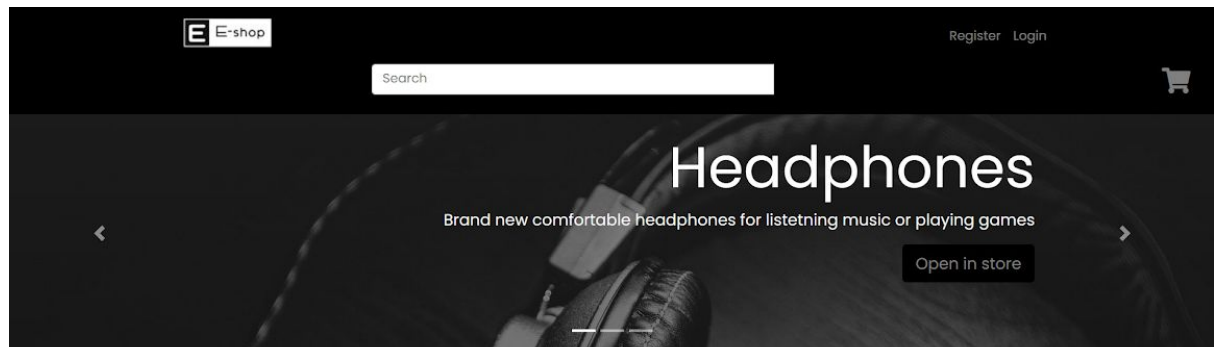 E E-shop
Register Login
Search
Headphones
Brand new comfortable headphones for listetning music or playing games
Open in store